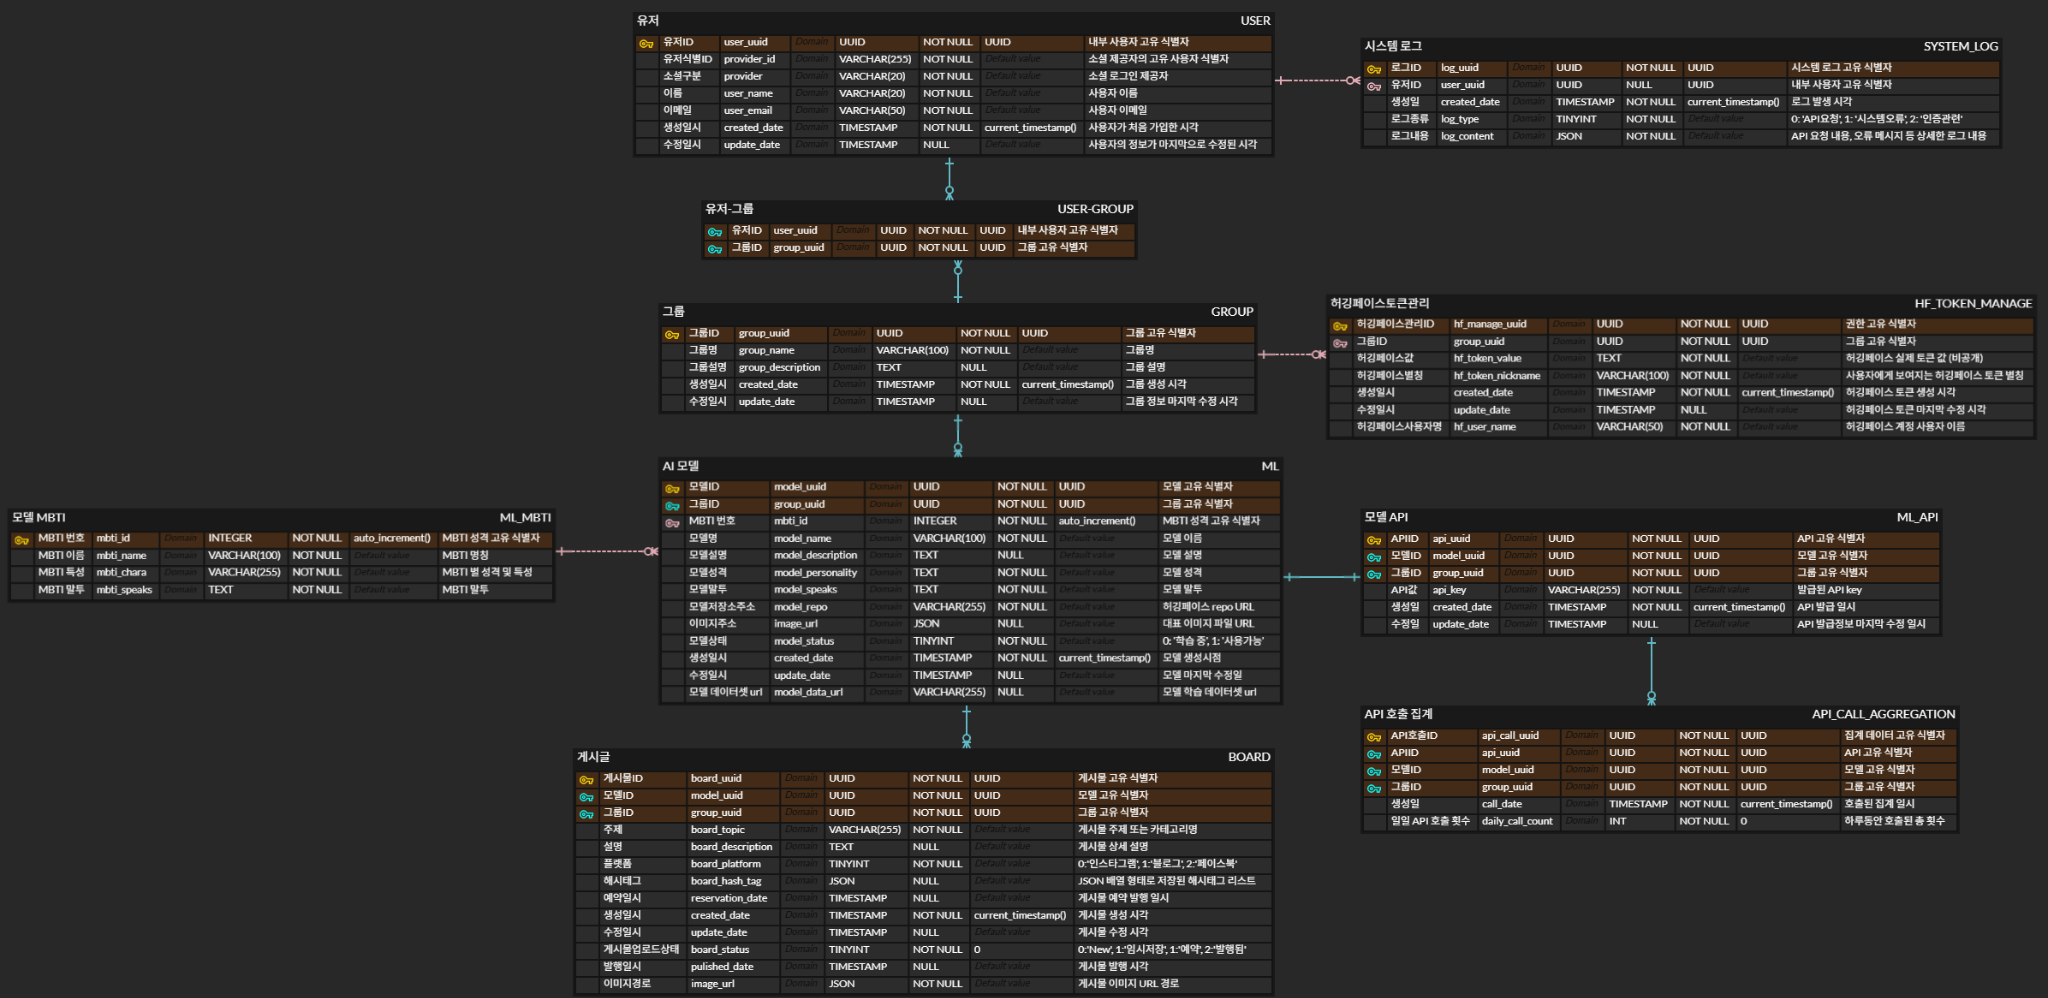 유저 USER
유저ID user_uuid Domain UUID NOT NULL UUID 내부 사용자 고유 식별자
유저식별ID provider_id Domain VARCHAR(255) NOT NULL Default value 소셜 제공자의 고유 사용자 식별자
소셜구분 provider Domain VARCHAR(20) NOT NULL Default value 소셜 로그인 제공자
이름 user_name Domain VARCHAR(20) NOT NULL Default value 사용자 이름
이메일 user_email Domain VARCHAR(50) NOT NULL Default value 사용자 이메일
생성일시 created_date Domain TIMESTAMP NOT NULL current_timestamp() 사용자가 처음 가입한 시각
수정일시 update_date Domain TIMESTAMP NULL Default value 사용자의 정보가 마지막으로 수정된 시각
시스템 로그 SYSTEM_LOG
로그ID log_uuid Domain UUID NOT NULL UUID 시스템 로그 고유 식별자
유저ID user_uuid Domain UUID NULL UUID 내부 사용자 고유 식별자
생성일 created_date Domain TIMESTAMP NOT NULL current_timestamp() 로그 발생 시각
로그종류 log_type Domain TINYINT NOT NULL Default value 0: 'API요청', 1: '시스템오류', 2: '인증관련'
로그내용 log_content Domain JSON NOT NULL Default value API 요청 내용, 오류 메시지 등 상세한 로그 내용
유저-그룹 USER-GROUP
유저ID user_uuid Domain UUID NOT NULL UUID 내부 사용자 고유 식별자
그룹ID group_uuid Domain UUID NOT NULL UUID 그룹 고유 식별자
그룹 GROUP
그룹ID group_uuid Domain UUID NOT NULL UUID 그룹 고유 식별자
그룹명 group_name Domain VARCHAR(100) NOT NULL Default value 그룹명
그룹설명 group_description Domain TEXT NULL Default value 그룹 설명
생성일시 created_date Domain TIMESTAMP NOT NULL current_timestamp() 그룹 생성 시각
수정일시 update_date Domain TIMESTAMP NULL Default value 그룹 정보 마지막 수정 시각
허깅페이스토큰관리 HF_TOKEN_MANAGE
허깅페이스관리ID hf_manage_uuid Domain UUID NOT NULL UUID 권한 고유 식별자
그룹ID group_uuid Domain UUID NOT NULL UUID 그룹 고유 식별자
허깅페이스값 hf_token_value Domain TEXT NOT NULL Default value 허깅페이스 실제 토큰 값 (비공개)
허깅페이스별칭 hf_token_nickname Domain VARCHAR(100) NOT NULL Default value 사용자에게 보여지는 허깅페이스 토큰 별칭
생성일시 created_date Domain TIMESTAMP NOT NULL current_timestamp() 허깅페이스 토큰 생성 시각
수정일시 update_date Domain TIMESTAMP NULL Default value 허깅페이스 토큰 마지막 수정 시각
허깅페이스사용자명 hf_user_name Domain VARCHAR(50) NOT NULL Default value 허깅페이스 계정 사용자 이름
AI 모델 ML
모델ID model_uuid Domain UUID NOT NULL UUID 모델 고유 식별자
그룹ID group_uuid Domain UUID NOT NULL UUID 그룹 고유 식별자
MBTI 번호 mbti_id Domain INTEGER NOT NULL auto_increment() MBTI 성격 고유 식별자
모델명 model_name Domain VARCHAR(100) NOT NULL Default value 모델 이름
모델설명 model_description Domain TEXT NULL Default value 모델 설명
모델성격 model_personality Domain TEXT NOT NULL Default value 모델 성격
모델말투 model_speaks Domain TEXT NOT NULL Default value 모델 말투
모델저장소주소 model_repo Domain VARCHAR(255) NOT NULL Default value 허깅페이스 repo URL
이미지주소 image_url Domain JSON NULL Default value 대표 이미지 파일 URL
모델상태 model_status Domain TINYINT NOT NULL Default value 0: '학습 중', 1: '사용가능'
생성일시 created_date Domain TIMESTAMP NOT NULL current_timestamp() 모델 생성시점
수정일시 update_date Domain TIMESTAMP NULL Default value 모델 마지막 수정일
모델 데이터셋 url model_data_url Domain VARCHAR(255) NULL Default value 모델 학습 데이터셋 url
모델 MBTI ML_MBTI
MBTI 번호 mbti_id Domain INTEGER NOT NULL auto_increment() MBTI 성격 고유 식별자
MBTI 이름 mbti_name Domain VARCHAR(100) NOT NULL Default value MBTI 명칭
MBTI 특성 mbti_chara Domain VARCHAR(255) NOT NULL Default value MBTI 별 성격 및 특성
MBTI 말투 mbti_speaks Domain TEXT NOT NULL Default value MBTI 말투
모델 API ML_API
APIID api_uuid Domain UUID NOT NULL UUID API 고유 식별자
모델ID model_uuid Domain UUID NOT NULL UUID 모델 고유 식별자
그룹ID group_uuid Domain UUID NOT NULL UUID 그룹 고유 식별자
API값 api_key Domain VARCHAR(255) NOT NULL Default value 발급된 API key
생성일 created_date Domain TIMESTAMP NOT NULL current_timestamp() API 발급 일시
수정일 update_date Domain TIMESTAMP NULL Default value API 발급정보 마지막 수정 일시
API 호출 집계 API_CALL_AGGREGATION
API호출ID api_call_uuid Domain UUID NOT NULL UUID 집계 데이터 고유 식별자
APIID api_uuid Domain UUID NOT NULL UUID API 고유 식별자
모델ID model_uuid Domain UUID NOT NULL UUID 모델 고유 식별자
그룹ID group_uuid Domain UUID NOT NULL UUID 그룹 고유 식별자
생성일 call_date Domain TIMESTAMP NOT NULL current_timestamp() 호출된 집계 일시
일일 API 호출 횟수 daily_call_count Domain INT NOT NULL 0 하루동안 호출된 총 횟수
게시글 BOARD
게시물ID board_uuid Domain UUID NOT NULL UUID 게시물 고유 식별자
모델ID model_uuid Domain UUID NOT NULL UUID 모델 고유 식별자
그룹ID group_uuid Domain UUID NOT NULL UUID 그룹 고유 식별자
주제 board_topic Domain VARCHAR(255) NOT NULL Default value 게시물 주제 또는 카테고리명
설명 board_description Domain TEXT NULL Default value 게시물 상세 설명
플랫폼 board_platform Domain TINYINT NOT NULL Default value 0:'인스타그램', 1:'블로그', 2:'페이스북'
해시태그 board_hash_tag Domain JSON NULL Default value JSON 배열 형태로 저장된 해시태그 리스트
예약일시 reservation_date Domain TIMESTAMP NULL Default value 게시물 예약 발행 일시
생성일시 created_date Domain TIMESTAMP NOT NULL current_timestamp() 게시물 생성 시각
수정일시 update_date Domain TIMESTAMP NULL Default value 게시물 수정 시각
게시물업로드상태 board_status Domain TINYINT NOT NULL 0 0:'New', 1:'임시저장', 1:'예약', 2:'발행됨'
발행일시 pulished_date Domain TIMESTAMP NULL Default value 게시물 발행 시각
이미지경로 image_url Domain JSON NOT NULL Default value 게시물 이미지 URL 경로